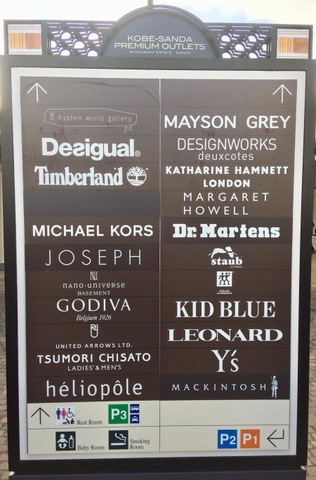 KOBE-SANDA
PREMIUM OUTLETS
hyphen world gallery
Desigual®
Timberland
MICHAEL KORS
JOSEPH
nano·universe
BASEMENT
GODIVA
Belgium 1926
UNITED ARROWS LTD.
TSUMORI CHISATO
LADIES' & MEN'S
héliopôle
MAYSON GREY
DESIGNWORKS
deuxcotes
KATHARINE HAMNETT
LONDON
MARGARET
HOWELL
Dr. Martens
staub
KID BLUE
LEONARD
Y's
MACKINTOSH
Rest Room
P3
Baby Room
Smoking
Room
P2 P1